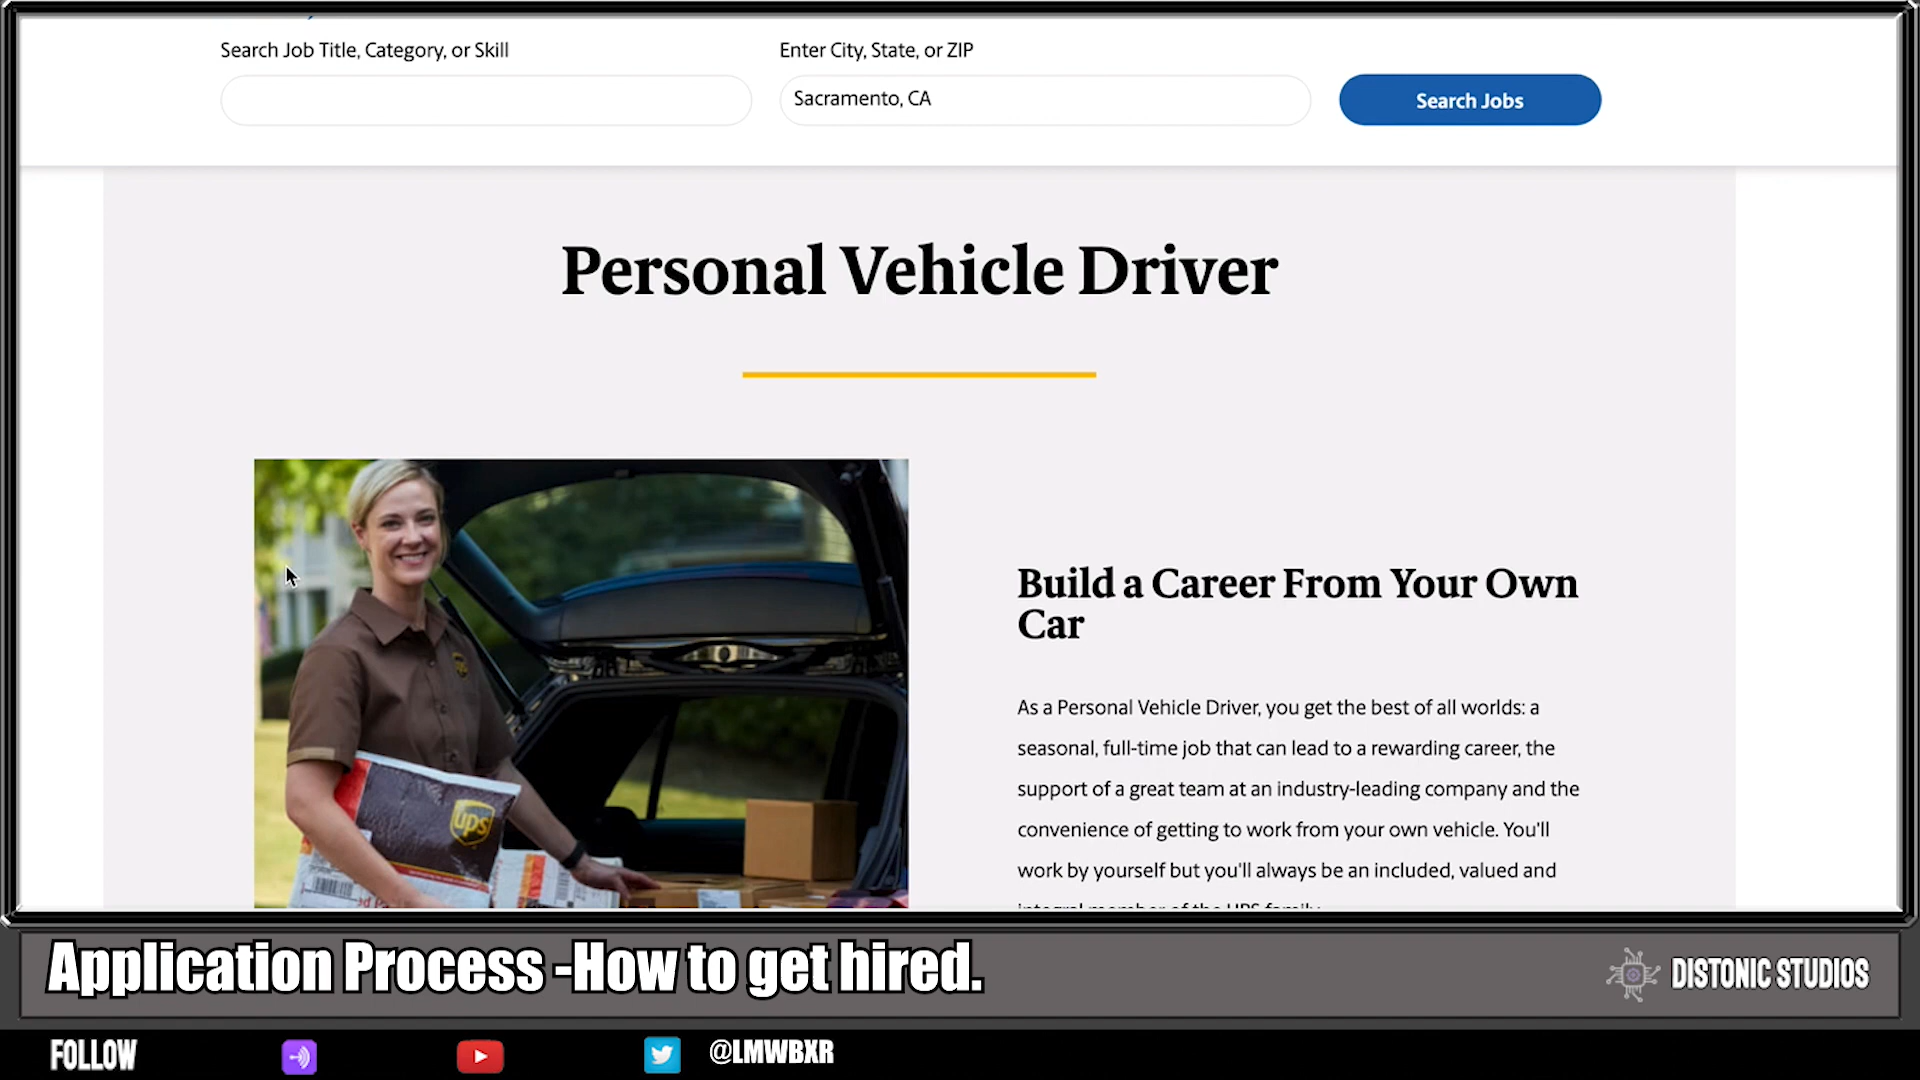 Search Job Title, Category, or Skill
Enter City, State, or ZIP
Sacramento, CA
Search Jobs
Personal Vehicle Driver
ups
Build a Career From Your Own
Car
As a Personal Vehicle Driver, you get the best of all worlds: a
seasonal, full-time job that can lead to a rewarding career, the
support of a great team at an industry-leading company and the
convenience of getting to work from your own vehicle. You'll
work by yourself but you'll always be an included, valued and
integral member of the UPS family.
Application Process -How to get hired.
DISTONIC STUDIOS
FOLLOW
@LMWBXR